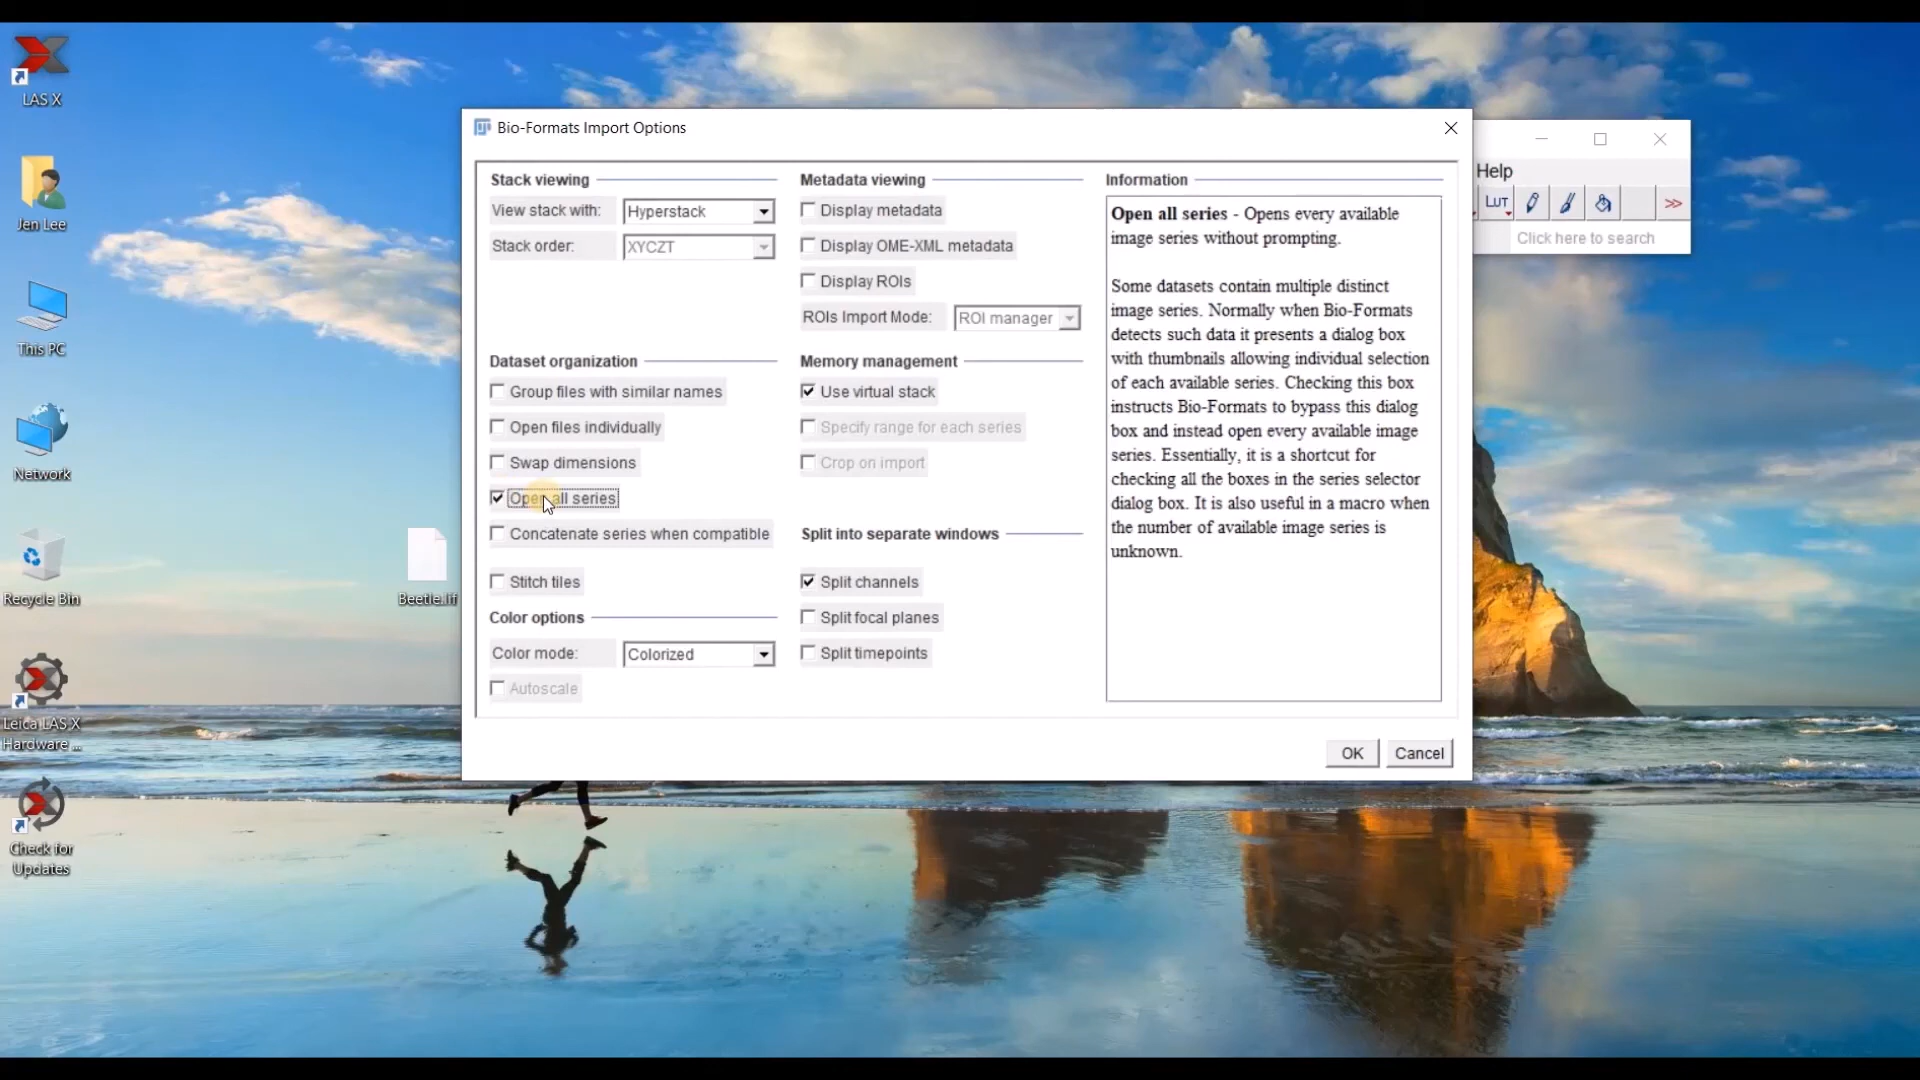 LAS X
Jen Lee
This PC
Network
Recycle Bin
Leica LAS X
Hardware ...
Check for
Updates
Beetle.lif
Bio-Formats Import Options
Stack viewing
View stack with: Hyperstack
Stack order: XYCZT
Metadata viewing
Display metadata
Display OME-XML metadata
Display ROIs
ROIs Import Mode: ROI manager
Dataset organization
Group files with similar names
Open files individually
Swap dimensions
Open all series
Concatenate series when compatible
Stitch tiles
Memory management
Use virtual stack
Specify range for each series
Crop on import
Split into separate windows
Split channels
Split focal planes
Split timepoints
Color options
Color mode: Colorized
Autoscale
Information
Open all series - Opens every available
image series without prompting.
Some datasets contain multiple distinct
image series. Normally when Bio-Formats
detects such data it presents a dialog box
with thumbnails allowing individual selection
of each available series. Checking this box
instructs Bio-Formats to bypass this dialog
box and instead open every available image
series. Essentially, it is a shortcut for
checking all the boxes in the series selector
dialog box. It is also useful in a macro when
the number of available image series is
unknown.
OK
Cancel
Help
LUT
>>
Click here to search